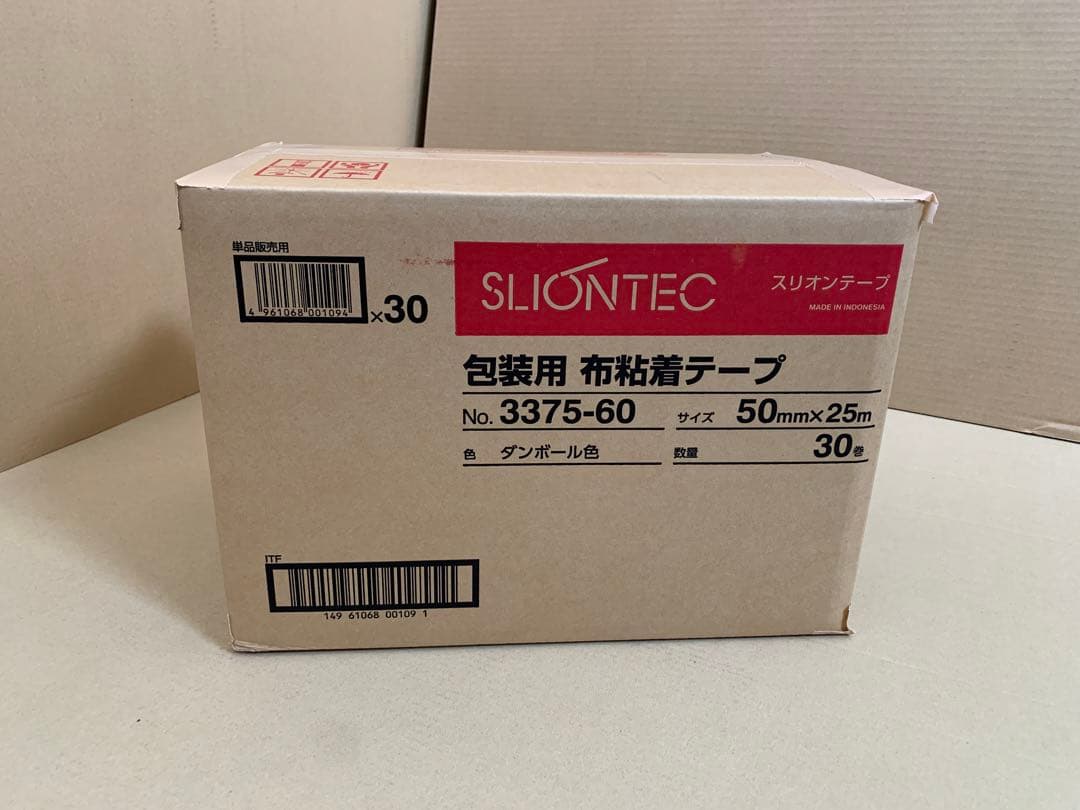 単品販売用
4 961068 001094
×30
SLIONTEC
スリオンテープ
MADE IN INDONESIA
包装用 布粘着テープ
No. 3375-60
サイズ 50mm×25m
色 ダンボール色
数量 30巻
ITF
149 61068 00109 1